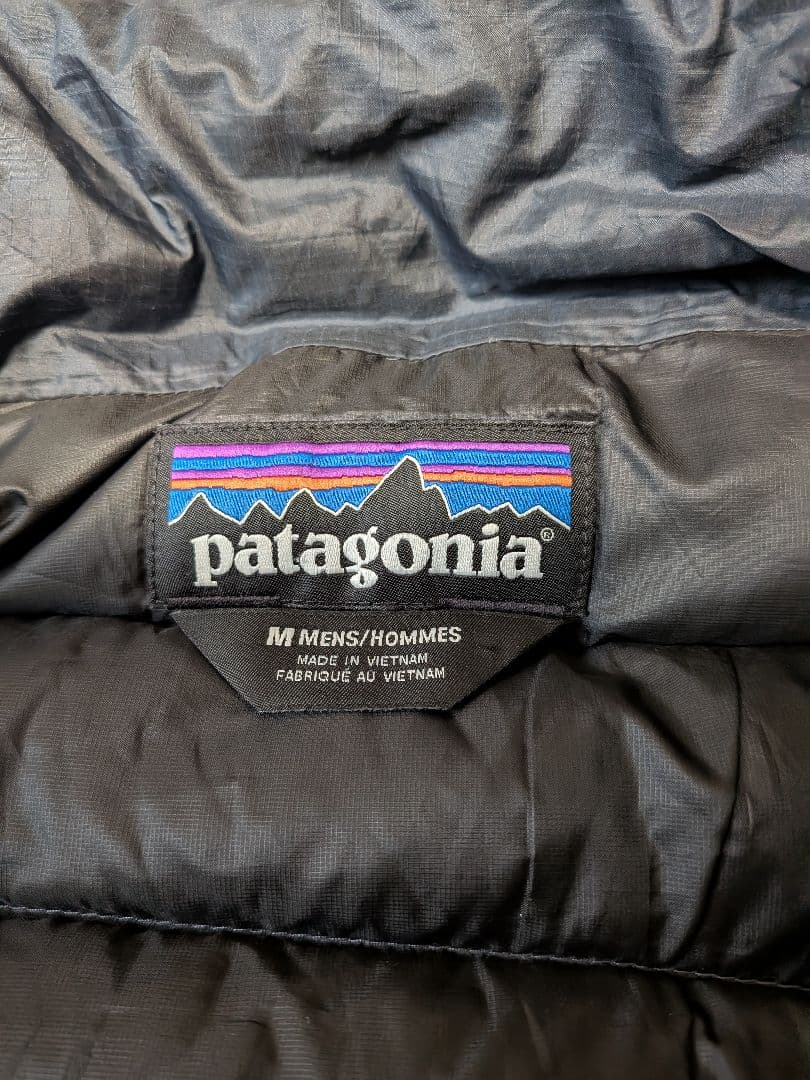 patagonia®
M MENS/HOMMES
MADE IN VIETNAM
FABRIQUÉ AU VIETNAM